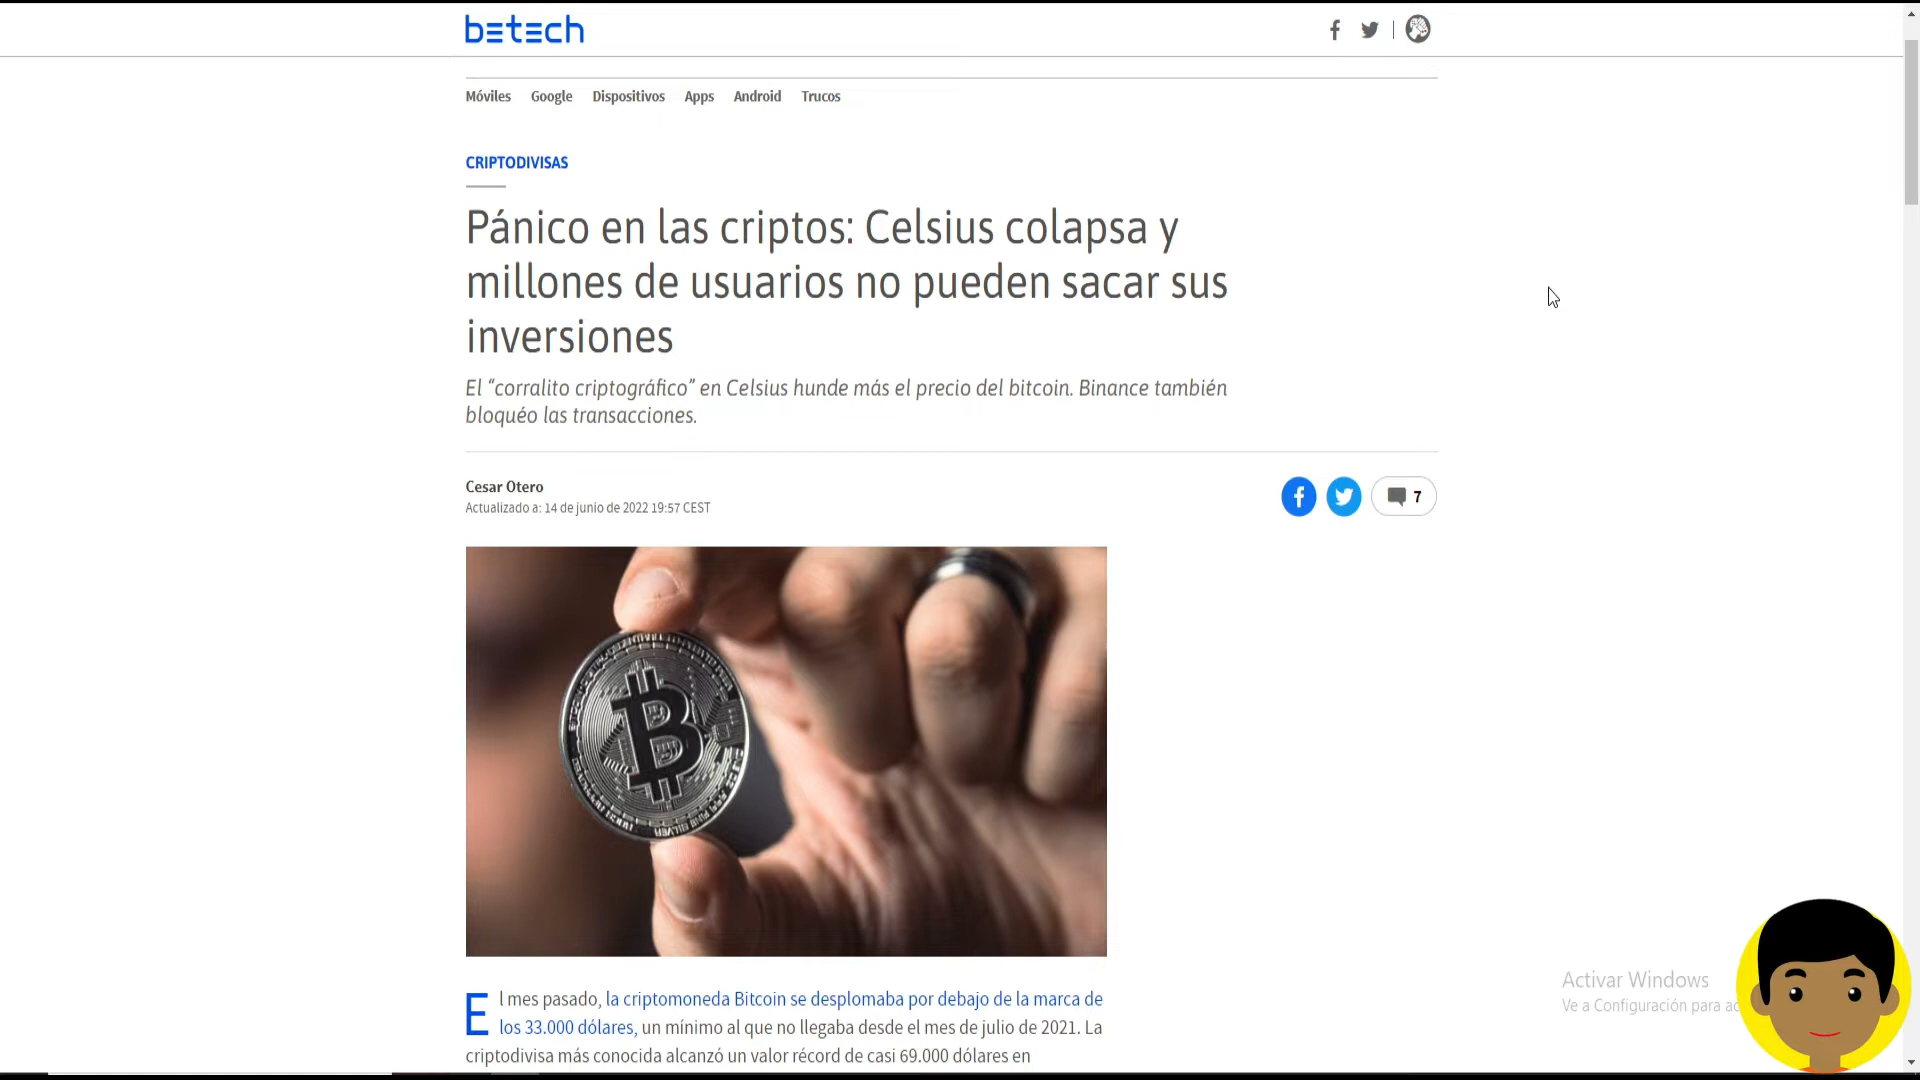 betech
Móviles Google Dispositivos Apps Android Trucos
CRIPTODIVISAS
Pánico en las criptos: Celsius colapsa y
millones de usuarios no pueden sacar sus
inversiones
El “corralito criptográfico” en Celsius hunde más el precio del bitcoin. Binance también
bloquéo las transacciones.
Cesar Otero
Actualizado a: 14 de junio de 2022 19:57 CEST
7
El mes pasado, la criptomoneda Bitcoin se desplomaba por debajo de la marca de
los 33.000 dólares, un mínimo al que no llegaba desde el mes de julio de 2021. La
criptodivisa más conocida alcanzó un valor récord de casi 69.000 dólares en
Activar Windows
Ve a Configuración para